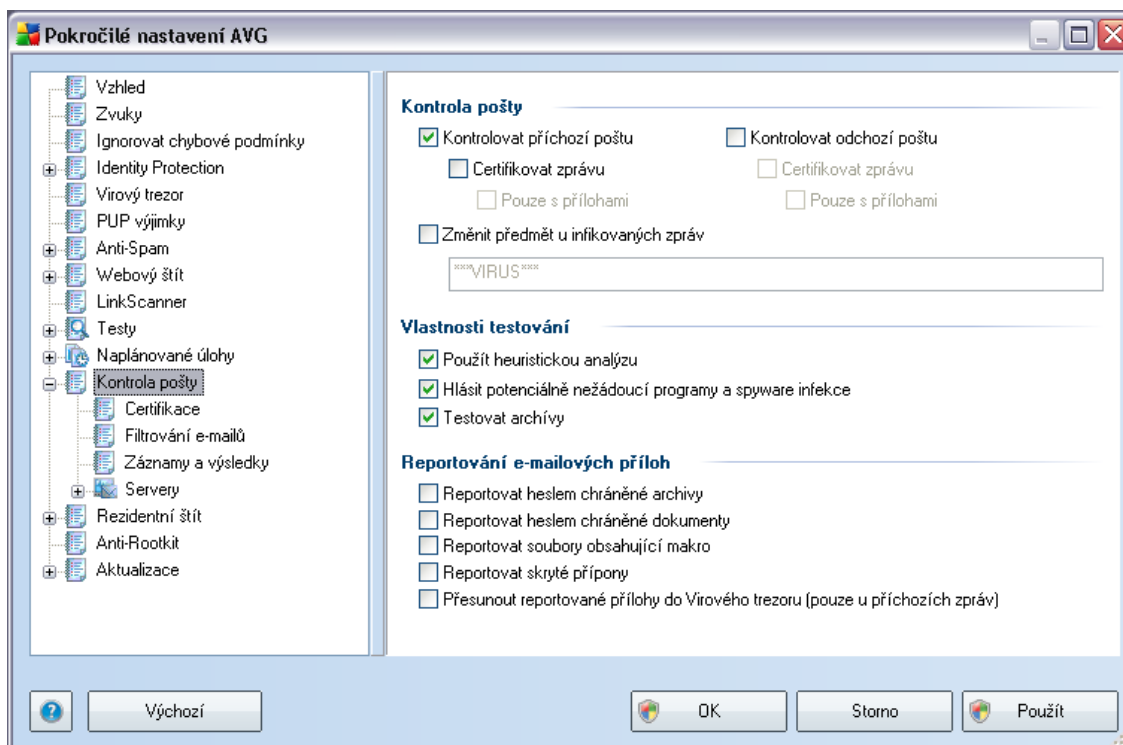 Pokročilé nastavení AVG
Vzhled
Zvuky
Ignorovat chybové podmínky
Identity Protection
Virový trezor
PUP výjimky
Anti-Spam
Webový štít
LinkScanner
Testy
Naplánované úlohy
Kontrola pošty
Certifikace
Filtrování e-mailů
Záznamy a výsledky
Servery
Rezidentní štít
Anti-Rootkit
Aktualizace
Kontrola pošty
Kontrolovat příchozí poštu
Kontrolovat odchozí poštu
Certifikovat zprávu
Certifikovat zprávu
Pouze s přílohami
Pouze s přílohami
Změnit předmět u infikovaných zpráv
***VIRUS***
Vlastnosti testování
Použít heuristickou analýzu
Hlásit potenciálně nežádoucí programy a spyware infekce
Testovat archívy
Reportování e-mailových příloh
Reportovat heslem chráněné archivy
Reportovat heslem chráněné dokumenty
Reportovat soubory obsahující makro
Reportovat skryté přípony
Přesunout reportované přílohy do Virového trezoru (pouze u příchozích zpráv)
Výchozí
OK
Storno
Použít